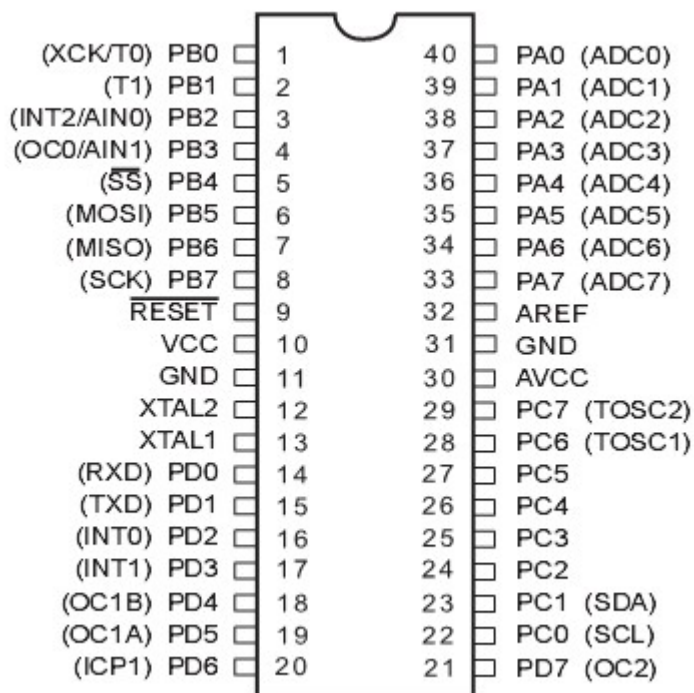 (XCK/T0) PB0 1 40 PA0 (ADC0)
(T1) PB1 2 39 PA1 (ADC1)
(INT2/AIN0) PB2 3 38 PA2 (ADC2)
(OC0/AIN1) PB3 4 37 PA3 (ADC3)
(SS) PB4 5 36 PA4 (ADC4)
(MOSI) PB5 6 35 PA5 (ADC5)
(MISO) PB6 7 34 PA6 (ADC6)
(SCK) PB7 8 33 PA7 (ADC7)
RESET 9 32 AREF
VCC 10 31 GND
GND 11 30 AVCC
XTAL2 12 29 PC7 (TOSC2)
XTAL1 13 28 PC6 (TOSC1)
(RXD) PD0 14 27 PC5
(TXD) PD1 15 26 PC4
(INT0) PD2 16 25 PC3
(INT1) PD3 17 24 PC2
(OC1B) PD4 18 23 PC1 (SDA)
(OC1A) PD5 19 22 PC0 (SCL)
(ICP1) PD6 20 21 PD7 (OC2)